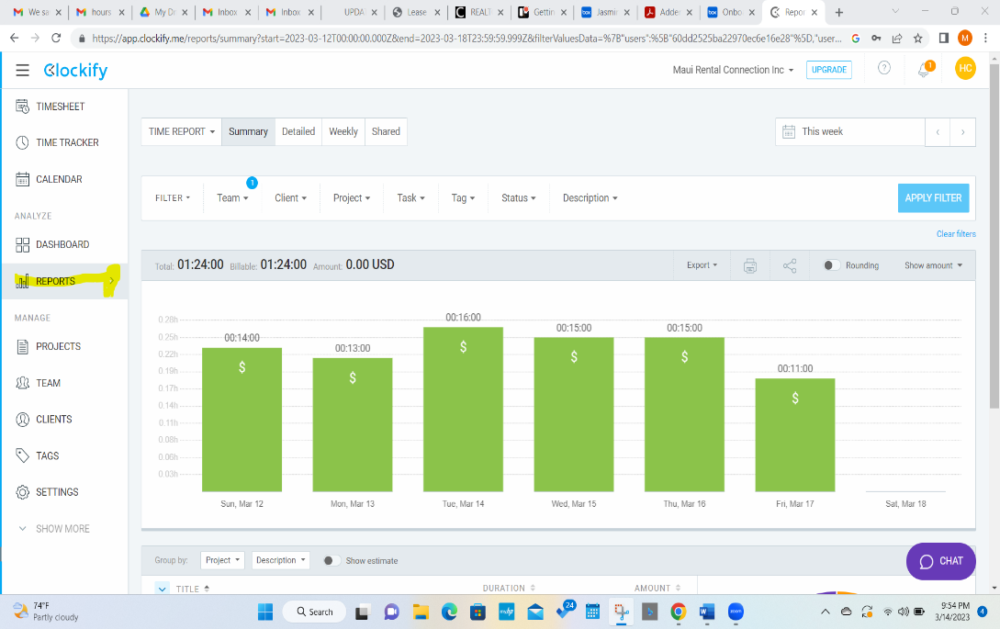 We sa
hours
My Dr
Inbox
Inbox
UPDA
Lease
REALT
Gettin
Jasmi
Adde
Onbo
Repor
https://app.clockify.me/reports/summary?start=2023-03-12T00:00:00.000Z&end=2023-03-18T23:59:59.999Z&filterValuesData=%7B"users":%5B"60dd2525ba22970ec6e16e28"%5D,"user...
M
Clockify
Maui Rental Connection Inc
UPGRADE
?
1
HC
TIMESHEET
TIME TRACKER
CALENDAR
ANALYZE
DASHBOARD
REPORTS
MANAGE
PROJECTS
TEAM
CLIENTS
TAGS
SETTINGS
SHOW MORE
TIME REPORT Summary Detailed Weekly Shared
This week
1
FILTER Team Client Project Task Tag Status Description
APPLY FILTER
Clear filters
Total: 01:24:00 Billable: 01:24:00 Amount: 0.00 USD
Export Rounding Show amount
0.28h
0.25h
0.22h
0.19h
0.17h
0.14h
0.11h
0.08h
0.06h
0.03h
00:14:00
00:13:00
00:16:00
00:15:00
00:15:00
00:11:00
$ $ $ $ $ $
Sun, Mar 12 Mon, Mar 13 Tue, Mar 14 Wed, Mar 15 Thu, Mar 16 Fri, Mar 17 Sat, Mar 18
Group by: Project Description Show estimate
CHAT
TITLE DURATION AMOUNT
74°F
Partly cloudy
Search
24
zoom
9:54 PM
3/14/2023
4